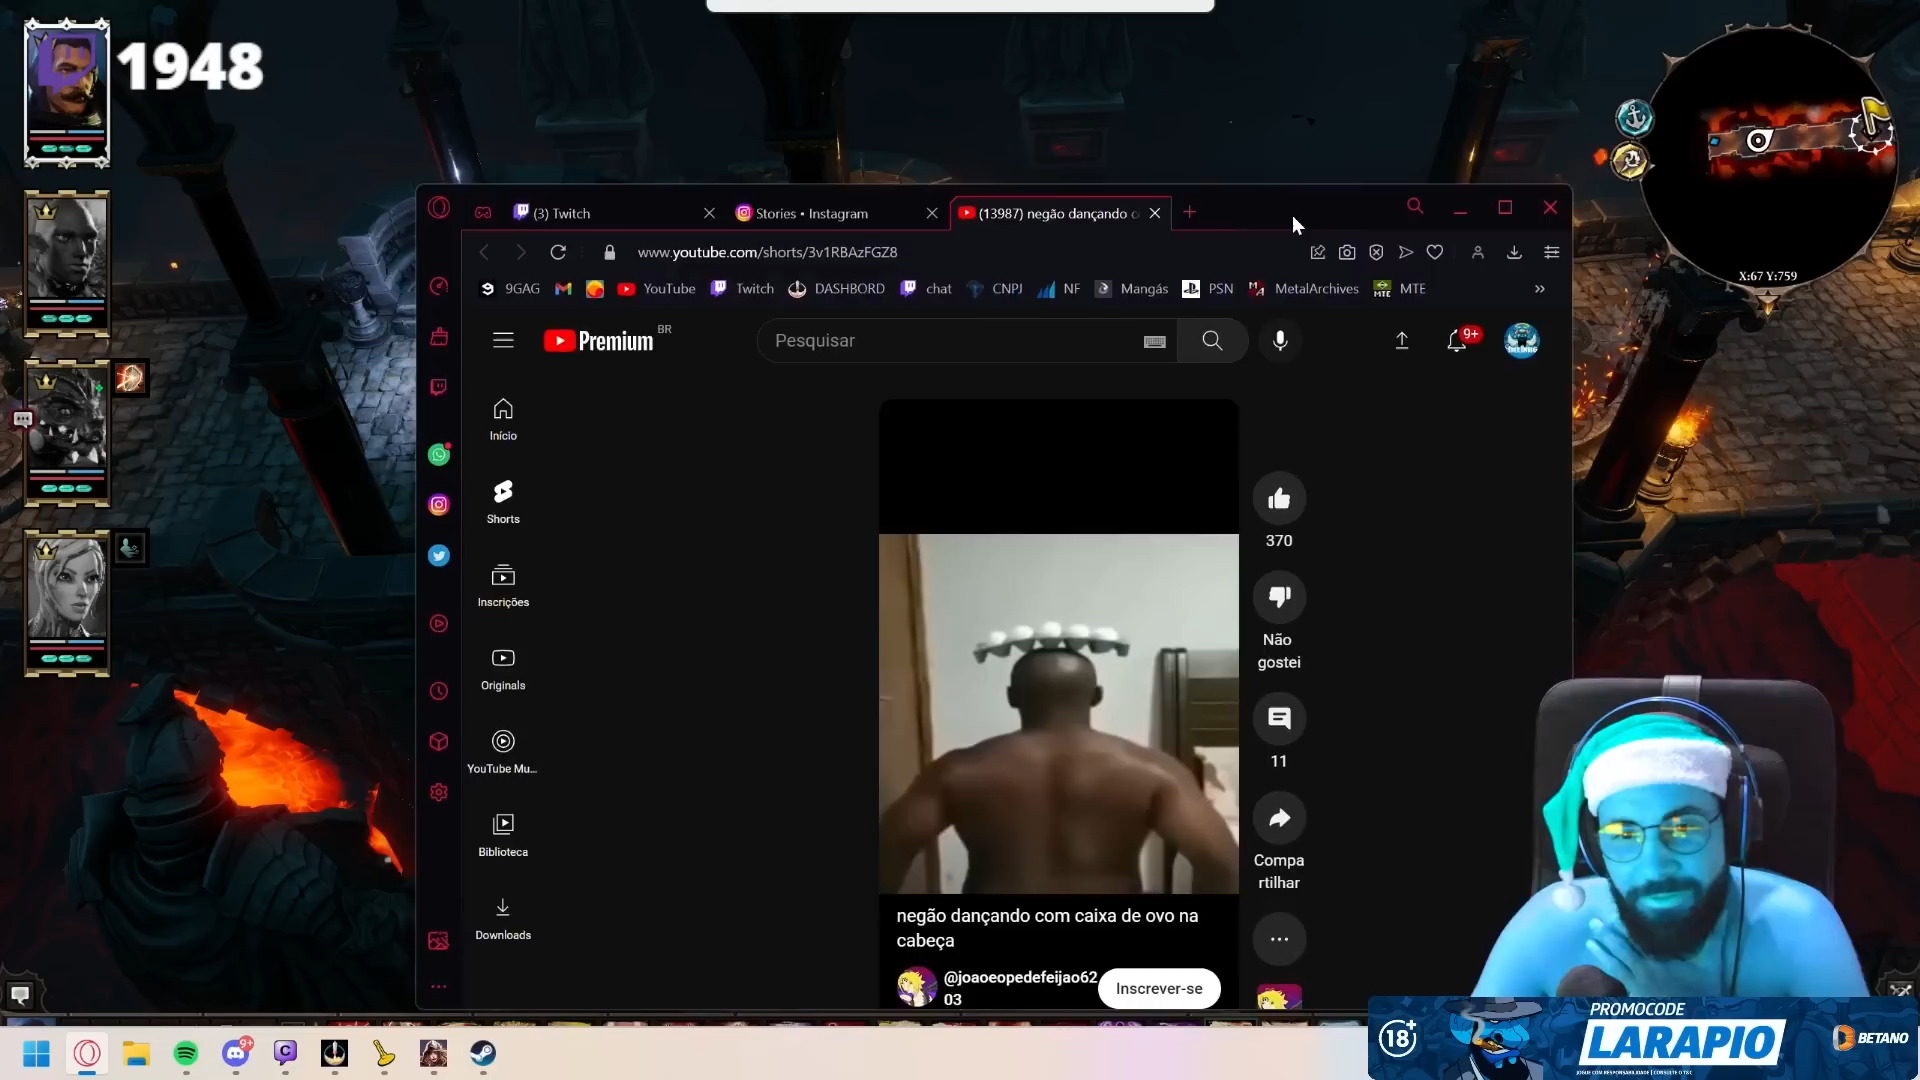 1948
(3) Twitch
Stories • Instagram
(13987) negão dançando c
www.youtube.com/shorts/3v1RBAzFGZ8
9GAG
YouTube
Twitch
DASHBORD
chat
CNPJ
NF
Mangás
PSN
MetalArchives
MTE
MTE
X:67 Y:759
Premium
BR
Pesquisar
9+
Início
Shorts
Inscrições
Originals
YouTube Mu...
Biblioteca
Downloads
370
Não
gostei
11
Compa
rtilhar
negão dançando com caixa de ovo na
cabeça
@joaoeopedefeijao62
03
Inscrever-se
9+
18+
PROMOCODE
LARAPIO
BETANO